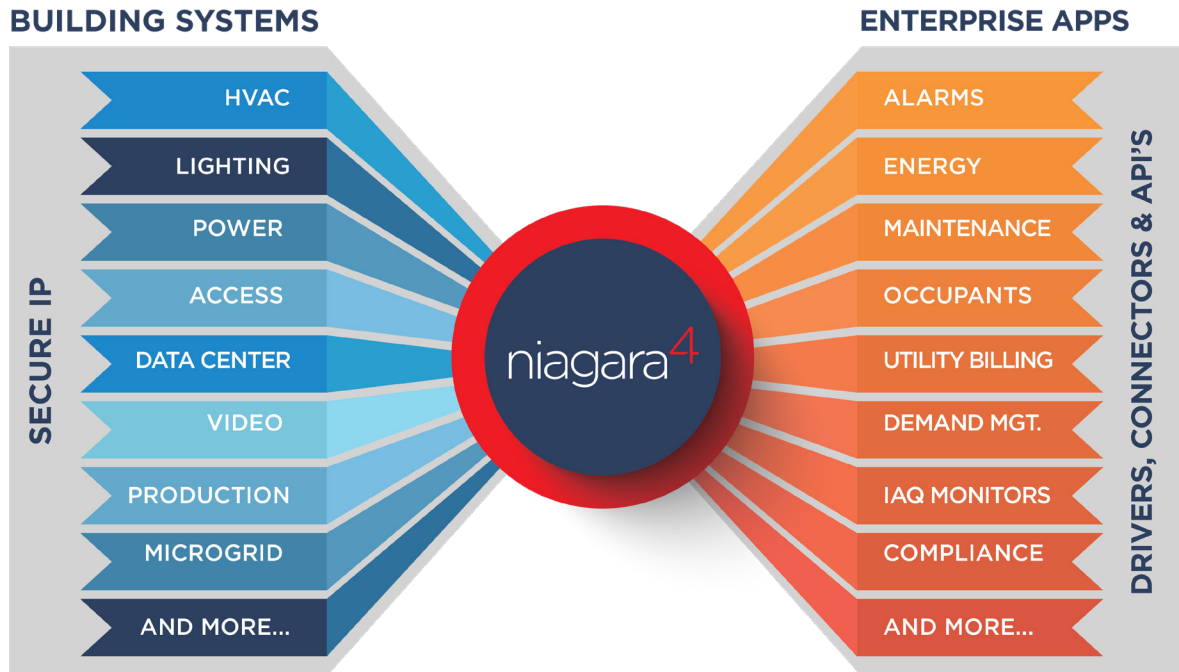 BUILDING SYSTEMS
SECURE IP
HVAC
LIGHTING
POWER
ACCESS
DATA CENTER
VIDEO
PRODUCTION
MICROGRID
AND MORE...
niagara4
ENTERPRISE APPS
ALARMS
ENERGY
MAINTENANCE
OCCUPANTS
UTILITY BILLING
DEMAND MGT.
IAQ MONITORS
COMPLIANCE
AND MORE...
DRIVERS, CONNECTORS & API'S